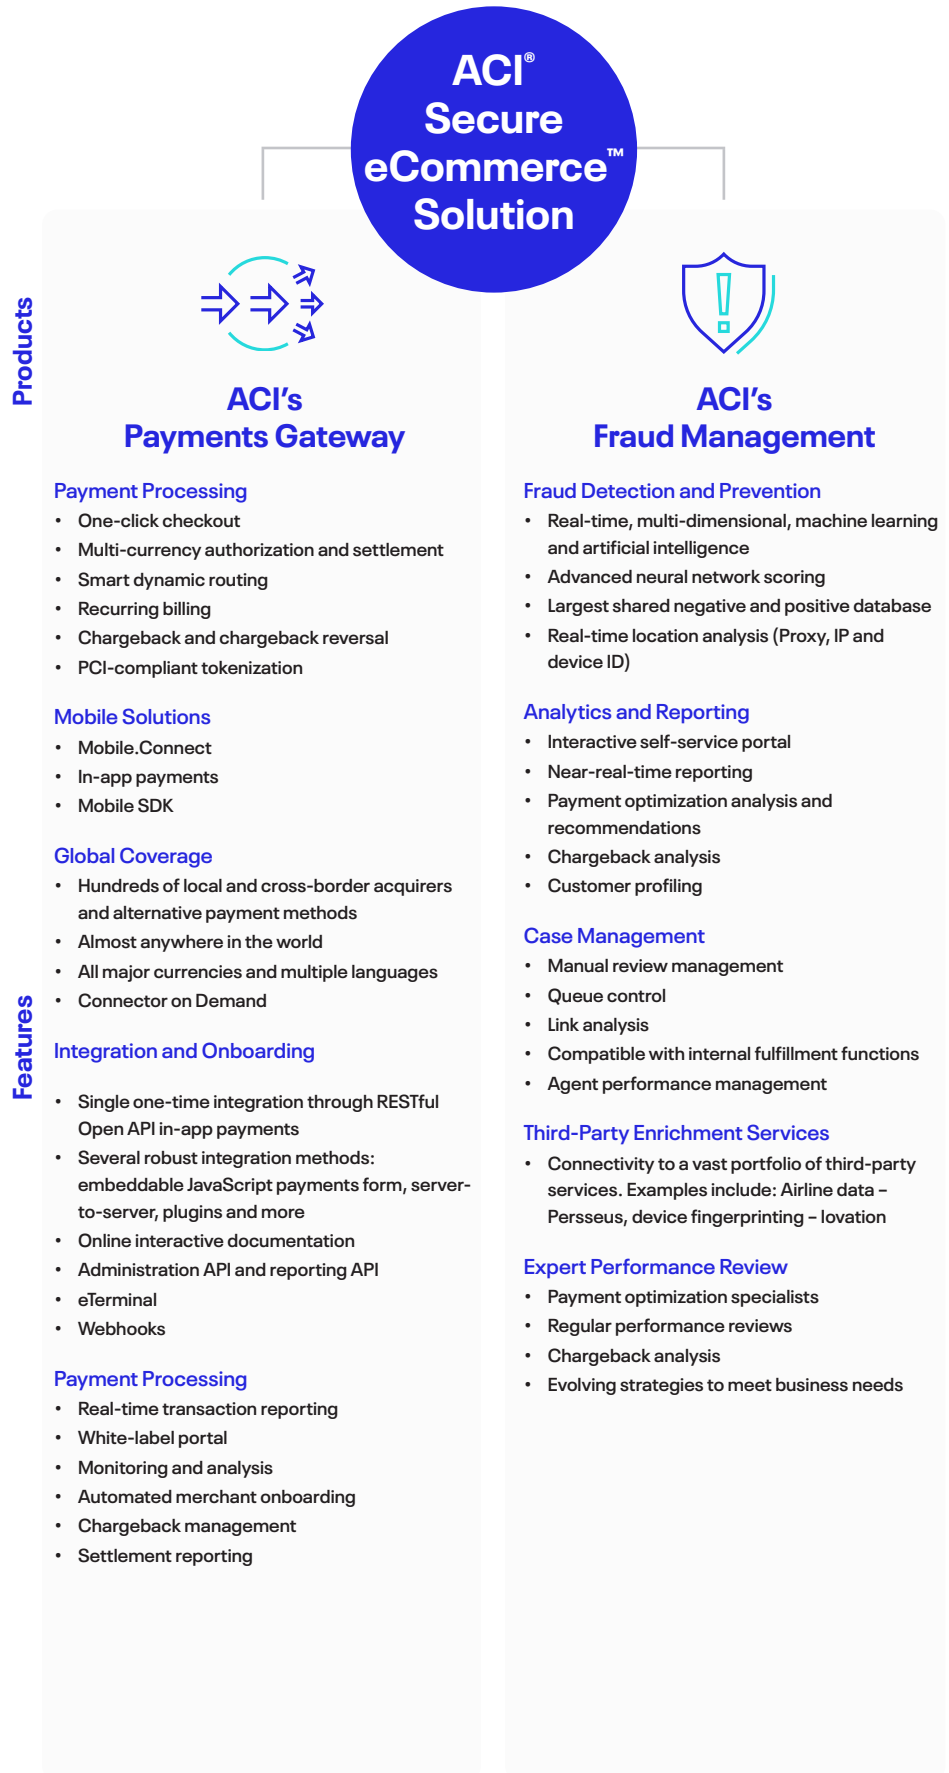 ACI®
Secure
eCommerce™
Solution
Products
ACI’s
Payments Gateway
Features
Payment Processing
• One-click checkout
• Multi-currency authorization and settlement
• Smart dynamic routing
• Recurring billing
• Chargeback and chargeback reversal
• PCI-compliant tokenization
Mobile Solutions
• Mobile.Connect
• In-app payments
• Mobile SDK
Global Coverage
• Hundreds of local and cross-border acquirers
and alternative payment methods
• Almost anywhere in the world
• All major currencies and multiple languages
• Connector on Demand
Integration and Onboarding
• Single one-time integration through RESTful
Open API in-app payments
• Several robust integration methods:
embeddable JavaScript payments form, server-
to-server, plugins and more
• Online interactive documentation
• Administration API and reporting API
• eTerminal
• Webhooks
Payment Processing
• Real-time transaction reporting
• White-label portal
• Monitoring and analysis
• Automated merchant onboarding
• Chargeback management
• Settlement reporting
ACI’s
Fraud Management
Fraud Detection and Prevention
• Real-time, multi-dimensional, machine learning
and artificial intelligence
• Advanced neural network scoring
• Largest shared negative and positive database
• Real-time location analysis (Proxy, IP and
device ID)
Analytics and Reporting
• Interactive self-service portal
• Near-real-time reporting
• Payment optimization analysis and
recommendations
• Chargeback analysis
• Customer profiling
Case Management
• Manual review management
• Queue control
• Link analysis
• Compatible with internal fulfillment functions
• Agent performance management
Third-Party Enrichment Services
• Connectivity to a vast portfolio of third-party
services. Examples include: Airline data –
Persseus, device fingerprinting – Iovation
Expert Performance Review
• Payment optimization specialists
• Regular performance reviews
• Chargeback analysis
• Evolving strategies to meet business needs